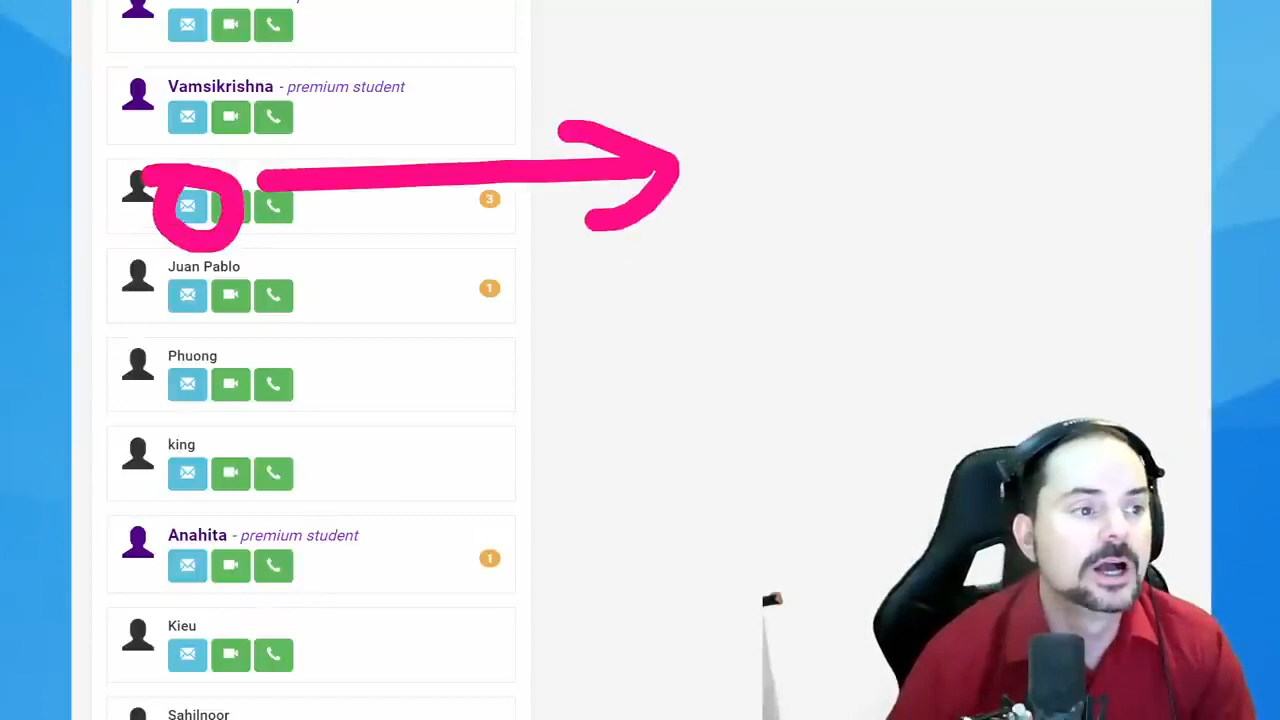 Vamsikrishna - premium student
3
Juan Pablo
1
Phuong
king
Anahita - premium student
1
Kieu
Sahilnoor